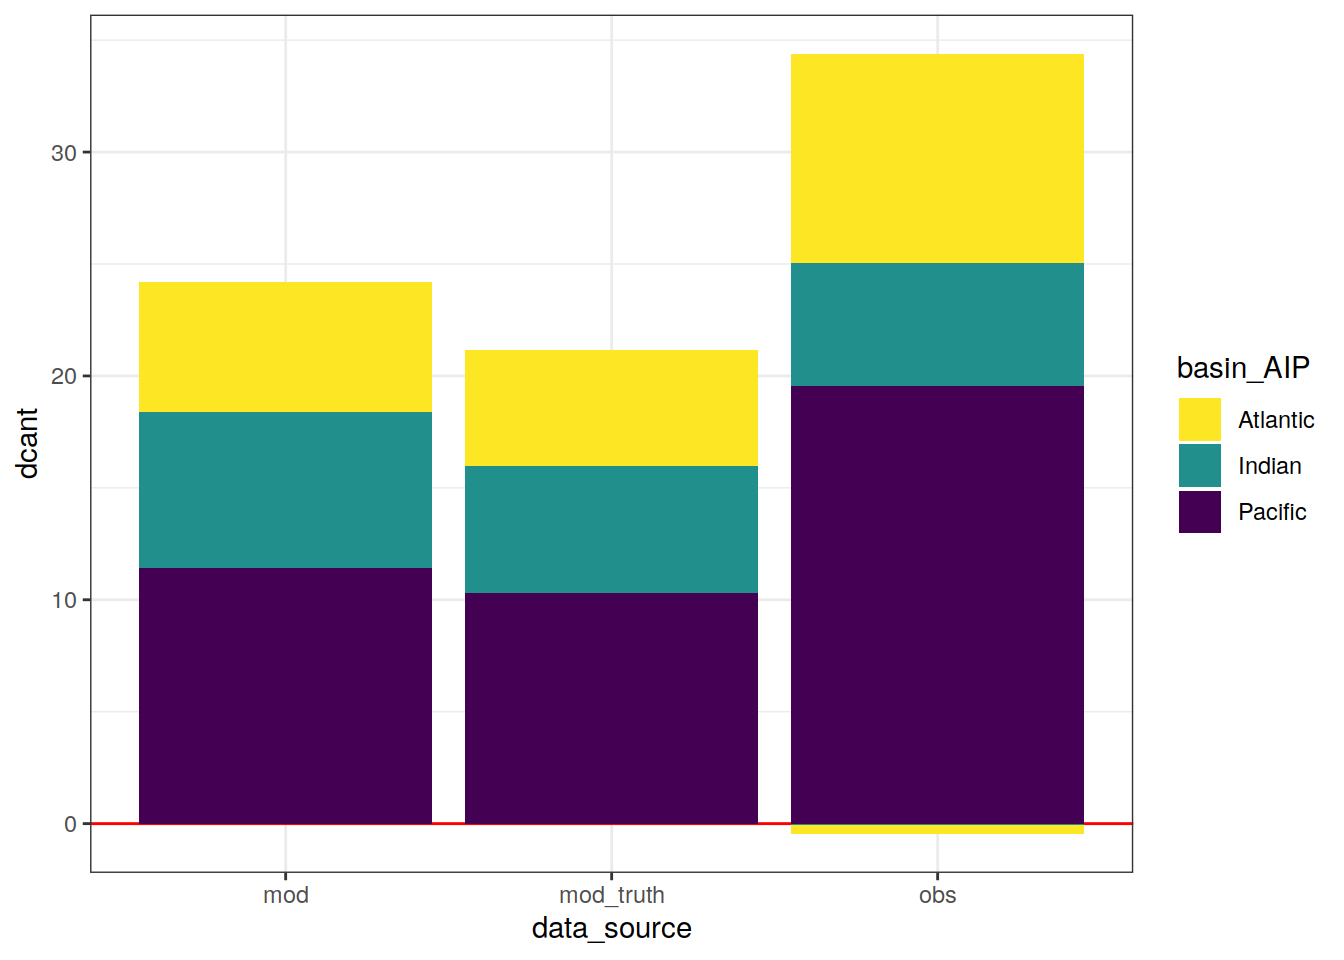 30
20
10
0
dcant
mod
mod_truth
obs
data_source
basin_AIP
Atlantic
Indian
Pacific